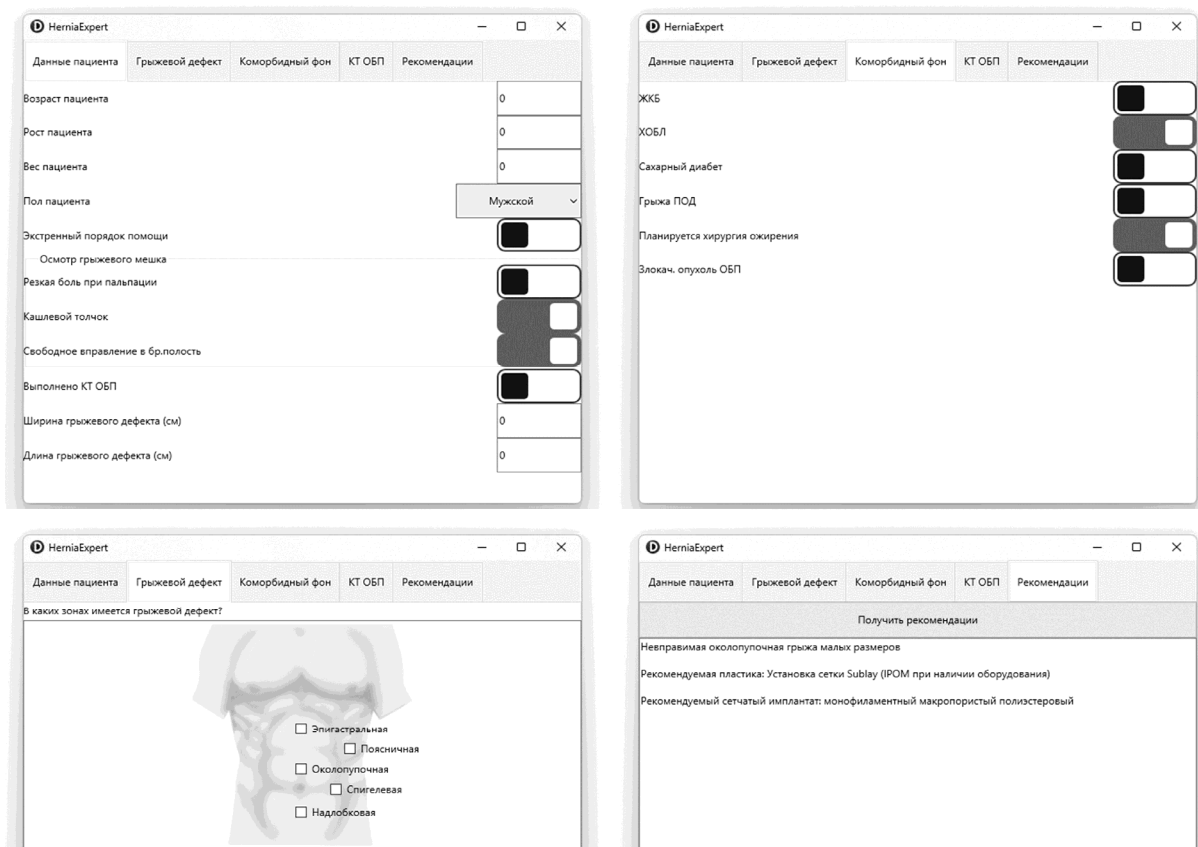 HerniaExpert
Данные пациента Грыжевой дефект Коморбидный фон КТ ОБП Рекомендации
Возраст пациента 0
Рост пациента 0
Вес пациента 0
Пол пациента Мужской
Экстренный порядок помощи
Осмотр грыжевого мешка
Резкая боль при пальпации
Кашлевой толчок
Свободное вправление в бр.полость
Выполнено КТ ОБП
Ширина грыжевого дефекта (см) 0
Длина грыжевого дефекта (см) 0
HerniaExpert
Данные пациента Грыжевой дефект Коморбидный фон КТ ОБП Рекомендации
ЖКБ
ХОБЛ
Сахарный диабет
Грыжа ПОД
Планируется хирургия ожирения
Злокач. опухоль ОБП
HerniaExpert
Данные пациента Грыжевой дефект Коморбидный фон КТ ОБП Рекомендации
В каких зонах имеется грыжевой дефект?
Эпигастральная
Поясничная
Околопупочная
Спигелевая
Надлобковая
HerniaExpert
Данные пациента Грыжевой дефект Коморбидный фон КТ ОБП Рекомендации
Получить рекомендации
Невправимая околопупочная грыжа малых размеров
Рекомендуемая пластика: Установка сетки Sublay (IPOM при наличии оборудования)
Рекомендуемый сетчатый имплантат: монофиламентный макропористый полиэстеровый